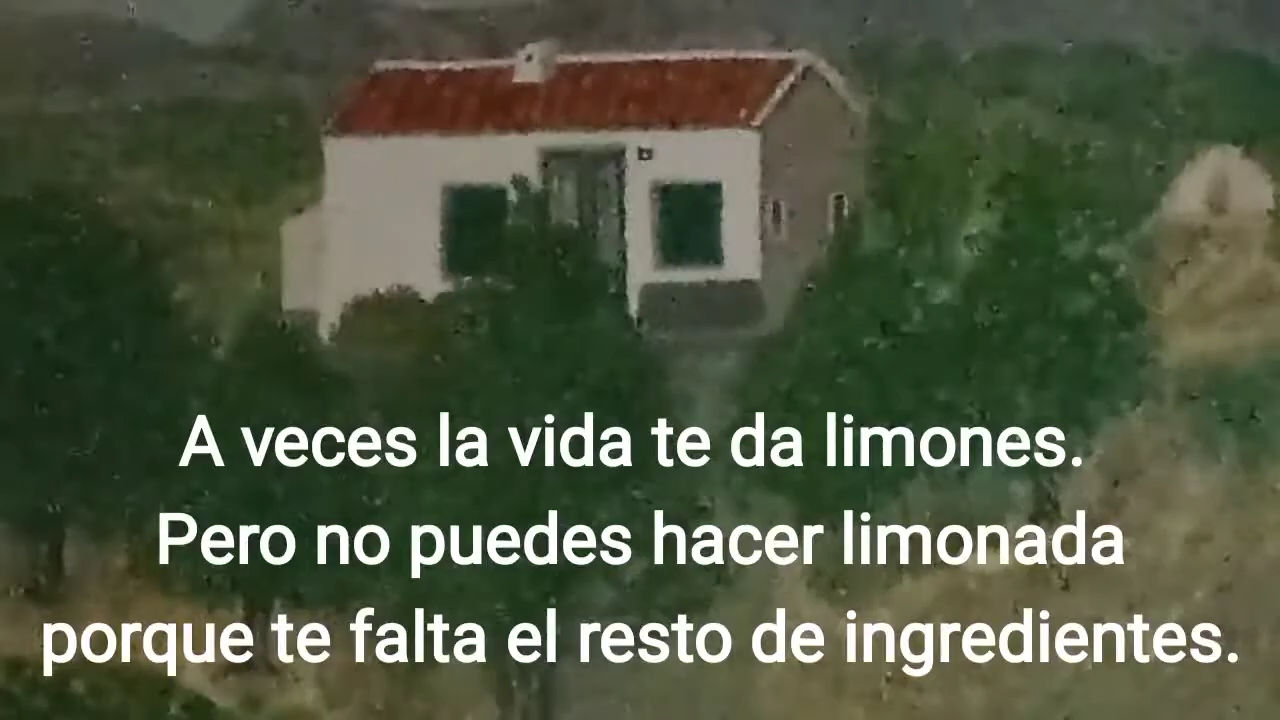 A veces la vida te da limones.
Pero no puedes hacer limonada
porque te falta el resto de ingredientes.